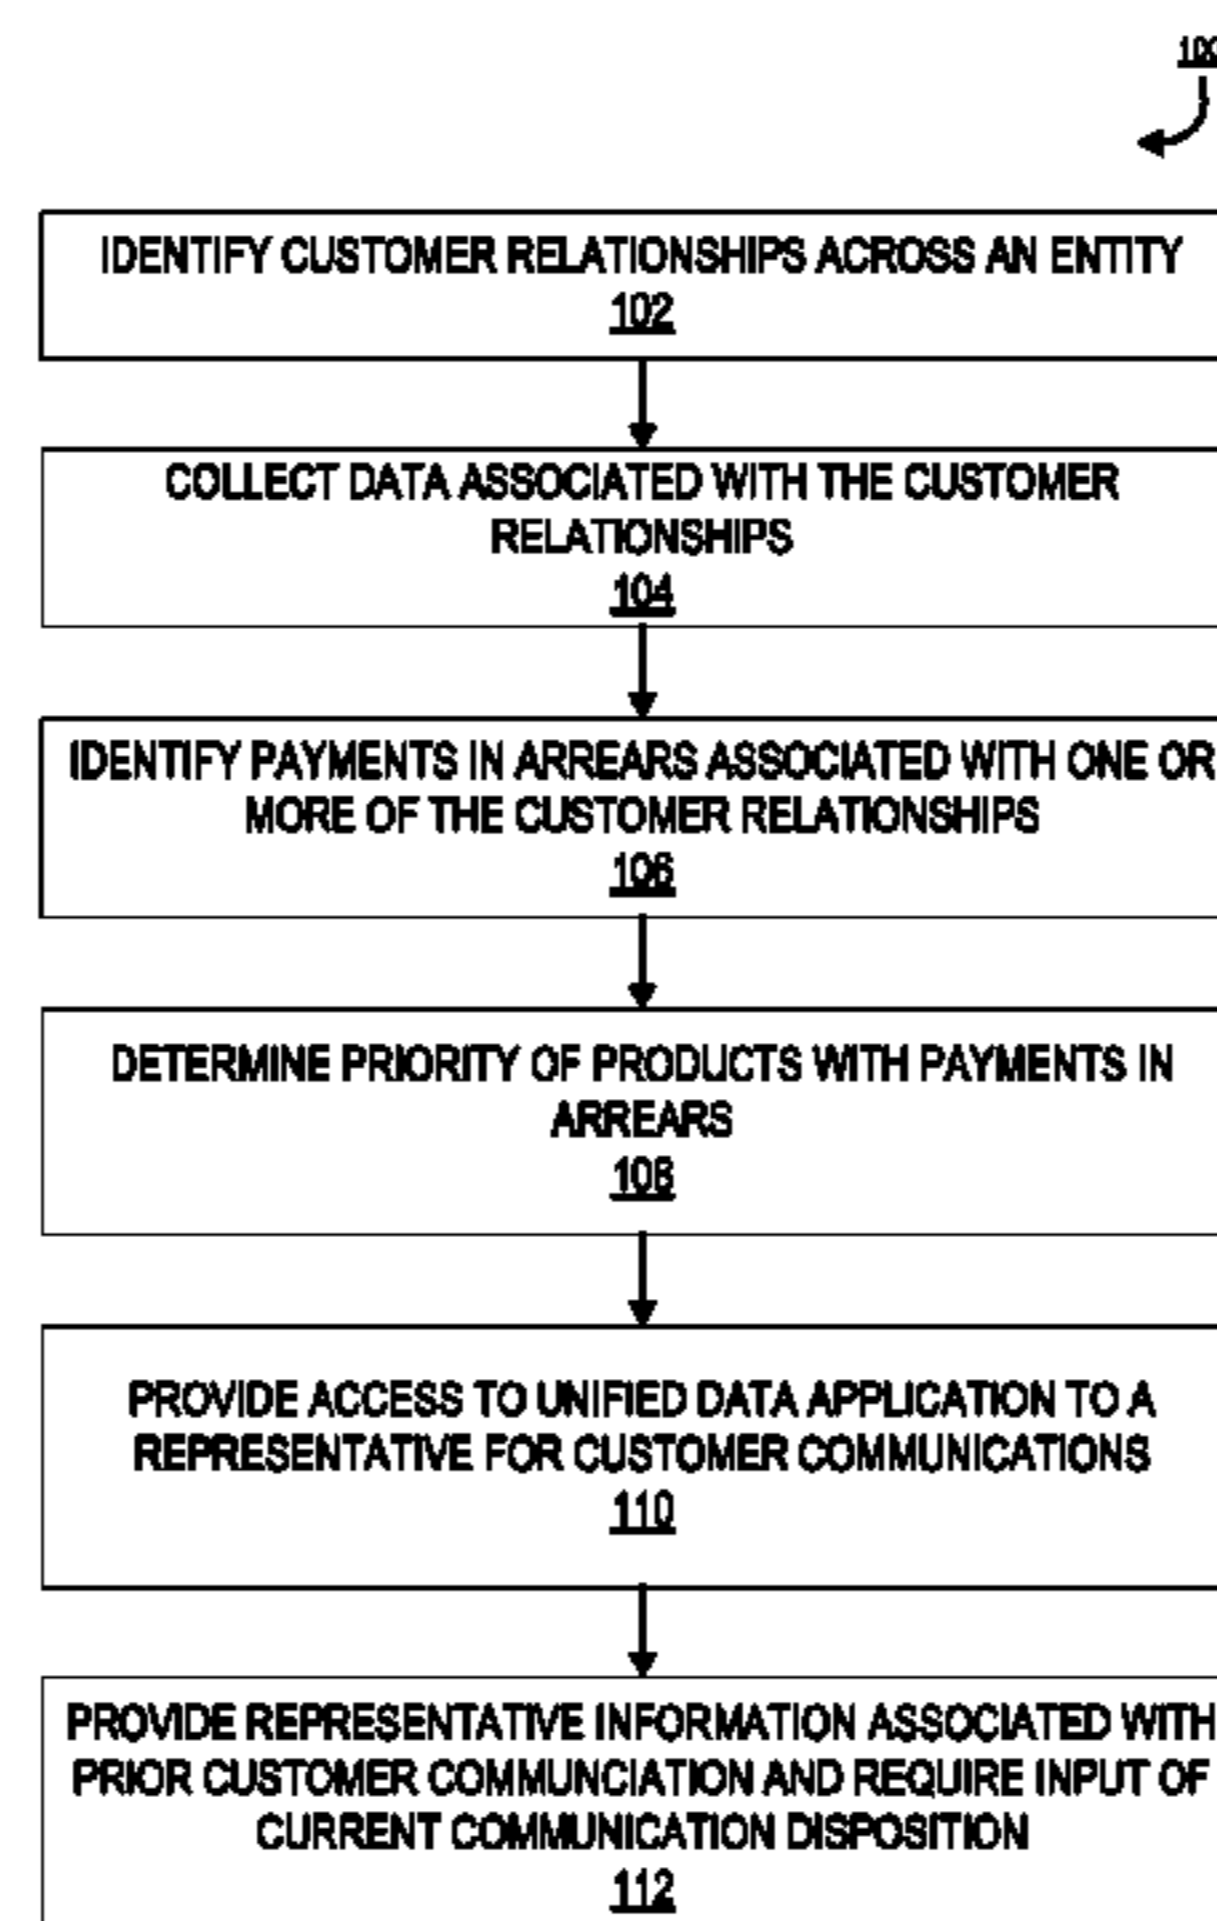 100
IDENTIFY CUSTOMER RELATIONSHIPS ACROSS AN ENTITY
102
COLLECT DATA ASSOCIATED WITH THE CUSTOMER
RELATIONSHIPS
104
IDENTIFY PAYMENTS IN ARREARS ASSOCIATED WITH ONE OR
MORE OF THE CUSTOMER RELATIONSHIPS
106
DETERMINE PRIORITY OF PRODUCTS WITH PAYMENTS IN
ARREARS
108
PROVIDE ACCESS TO UNIFIED DATA APPLICATION TO A
REPRESENTATIVE FOR CUSTOMER COMMUNICATIONS
110
PROVIDE REPRESENTATIVE INFORMATION ASSOCIATED WITH
PRIOR CUSTOMER COMMUNCIATION AND REQUIRE INPUT OF
CURRENT COMMUNICATION DISPOSITION
112